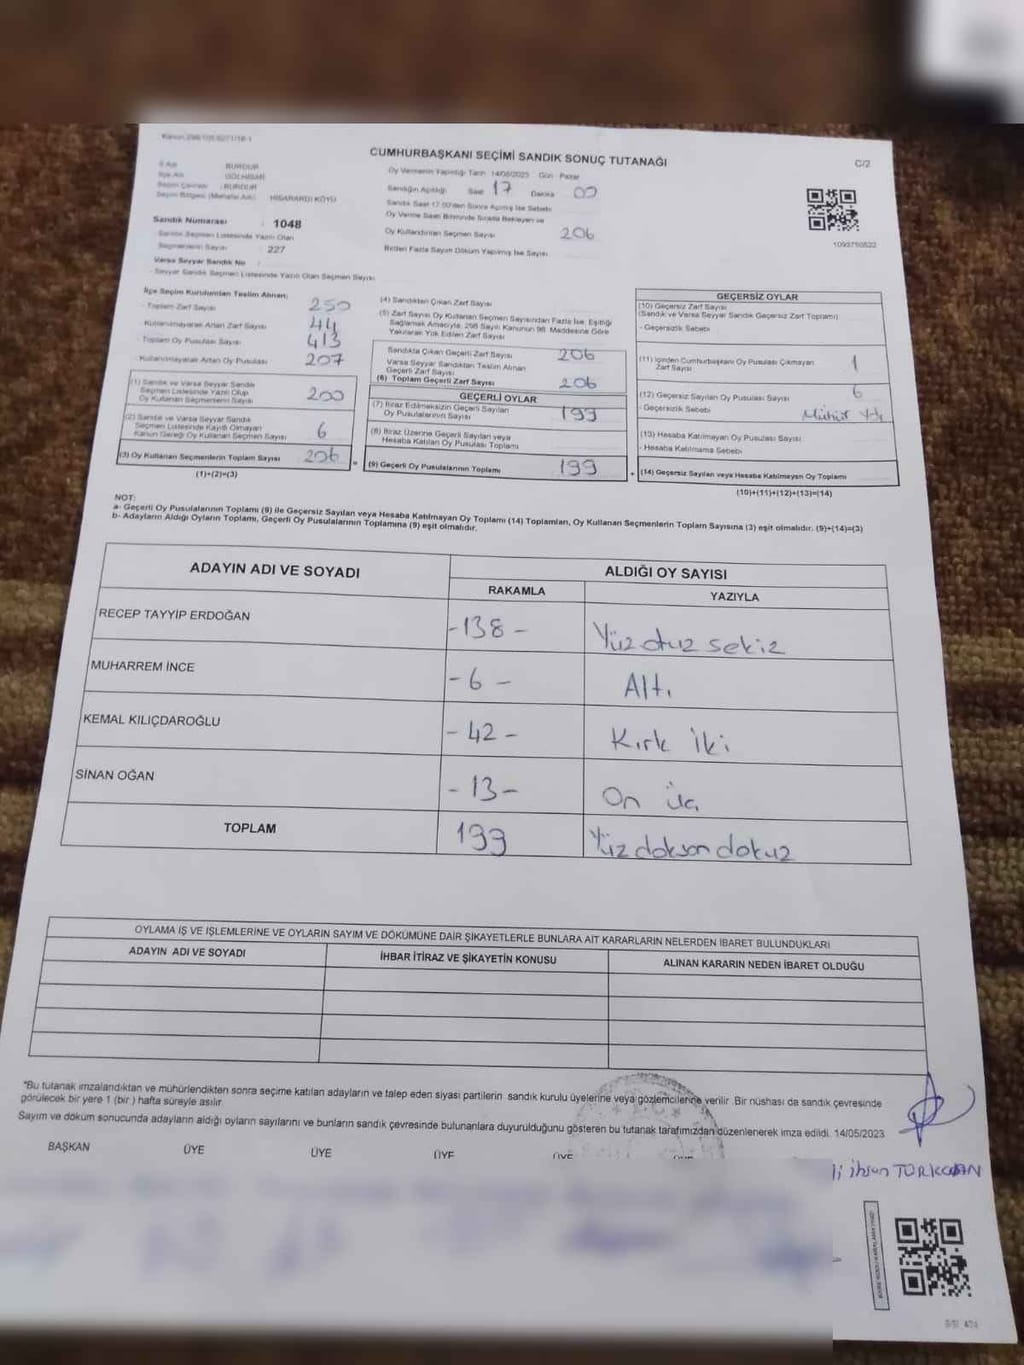 CUMHURBAŞKANI SEÇİMİ SANDIK SONUÇ TUTANAĞI
C/2
İl Adı BURDUR
İlçe Adı GÖLHİSAR
Seçim Çevresi : BURDUR
Seçim Bölgesi (Mahalle Adı) HİSARARDI KÖYÜ
Sandık Numarası : 1048
Sandık Seçmen Listesinde Yazılı Olan
Seçmenlerin Sayısı : 227
Varsa Seyyar Sandık No
- Seyyar Sandık Seçmen Listesinde Yazılı Olan Seçmen Sayısı
Oy Vermenin Yapıldığı Tarih 14/05/2023 Gün Pazar
Sandığın Açıldığı Saat 17 Dakika 00
Sandık Saat 17.00'den Sonra Açılmış İse Sebebi
Oy Verme Saati Bitiminde Sırada Bekleyen ve
Oy Kullandırılan Seçmen Sayısı 206
Birden Fazla Sayım Döküm Yapılmış İse Sayısı
1093750522
İlçe Seçim Kurulundan Teslim Alınan;
- Toplam Zarf Sayısı 250
- Kullanılmayarak Artan Zarf Sayısı 44
- Toplam Oy Pusulası Sayısı 413
- Kullanılmayarak Artan Oy Pusulası 207
(1) Sandık ve Varsa Seyyar Sandık
Seçmen Listesinde Yazılı Olup
Oy Kullanan Seçmenlerin Sayısı 200
(2) Sandık ve Varsa Seyyar Sandık
Seçmen Listesinde Kayıtlı Olmayan
Kanun Gereği Oy Kullanan Seçmen Sayısı 6
(3) Oy Kullanan Seçmenlerin Toplam Sayısı 206
(1)+(2)=(3)
(4) Sandıktan Çıkan Zarf Sayısı
(5) Zarf Sayısı Oy Kullanan Seçmen Sayısından Fazla İse, Eşitliği
Sağlamak Amacıyla, 298 Sayılı Kanunun 98. Maddesine Göre
Yakılarak Yok Edilen Zarf Sayısı
Sandıkta Çıkan Geçerli Zarf Sayısı 206
Varsa Seyyar Sandıktan Teslim Alınan
Geçerli Zarf Sayısı
(6) Toplam Geçerli Zarf Sayısı 206
GEÇERLİ OYLAR
(7) İtiraz Edilmeksizin Geçerli Sayılan
Oy Pusulalarının Sayısı 199
(8) İtiraz Üzerine Geçerli Sayılan veya
Hesaba Katılan Oy Pusulası Toplamı
(9) Geçerli Oy Pusulalarının Toplamı 199
GEÇERSİZ OYLAR
(10) Geçersiz Zarf Sayısı
(Sandık ve Varsa Seyyar Sandık Geçersiz Zarf Toplamı)
- Geçersizlik Sebebi
(11) İçinden Cumhurbaşkanı Oy Pusulası Çıkmayan
Zarf Sayısı 1
(12) Geçersiz Sayılan Oy Pusulası Sayısı 6
- Geçersizlik Sebebi Mühür Yok
(13) Hesaba Katılmayan Oy Pusulası Sayısı
- Hesaba Katılmama Sebebi
(14) Geçersiz Sayılan veya Hesaba Katılmayan Oy Toplamı
(10)+(11)+(12)+(13)=(14)
NOT:
a- Geçerli Oy Pusulalarının Toplamı (9) ile Geçersiz Sayılan veya Hesaba Katılmayan Oy Toplamı (14) Toplamları, Oy Kullanan Seçmenlerin Toplam Sayısına (3) eşit olmalıdır. (9)+(14)=(3)
b- Adayların Aldığı Oyların Toplamı, Geçerli Oy Pusulalarının Toplamına (9) eşit olmalıdır.
ADAYIN ADI VE SOYADI
ALDIĞI OY SAYISI
RAKAMLA YAZIYLA
RECEP TAYYİP ERDOĞAN -138- Yüz otuz sekiz
MUHARREM İNCE -6- Altı
KEMAL KILIÇDAROĞLU -42- Kırk İki
SİNAN OĞAN -13- On üç
TOPLAM 199 Yüz doksan dokuz
OYLAMA İŞ VE İŞLEMLERİNE VE OYLARIN SAYIM VE DÖKÜMÜNE DAİR ŞİKAYETLERLE BUNLARA AİT KARARLARIN NELERDEN İBARET BULUNDUKLARI
ADAYIN ADI VE SOYADI İHBAR İTİRAZ VE ŞİKAYETİN KONUSU ALINAN KARARIN NEDEN İBARET OLDUĞU
"Bu tutanak imzalandıktan ve mühürlendikten sonra seçime katılan adayların ve talep eden siyasi partilerin sandık kurulu üyelerine veya gözlemcilerine verilir. Bir nüshası da sandık çevresinde
görülecek bir yere 1 (bir) hafta süreyle asılır.
Sayım ve döküm sonucunda adayların aldığı oyların sayılarını ve bunların sandık çevresinde bulunanlara duyurulduğunu gösteren bu tutanak tarafımızdan düzenlenerek imza edildi. 14/05/2023
BAŞKAN ÜYE ÜYE ÜYE ÜYE
İhsan TÜRKCAN